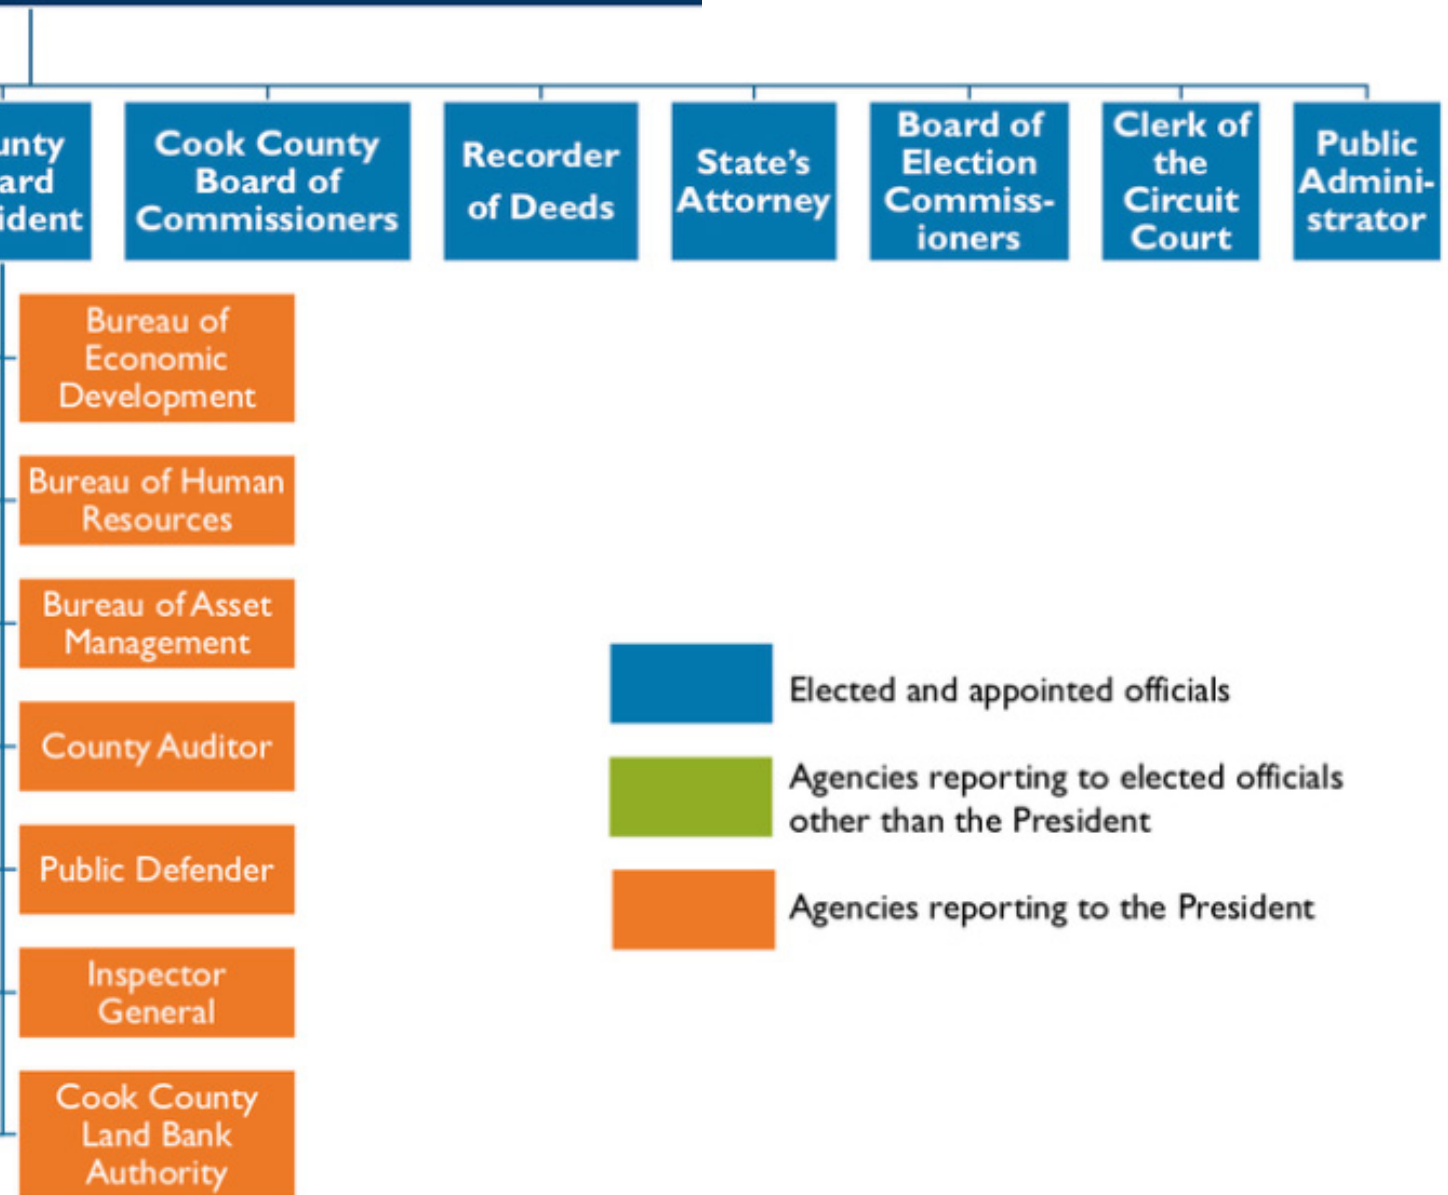 Cook County
Board of
Commissioners
Recorder
of Deeds
State's
Attorney
Board of
Election
Commiss-
ioners
Clerk of
the
Circuit
Court
Public
Admini-
strator
Bureau of
Economic
Development
Bureau of Human
Resources
Bureau of Asset
Management
County Auditor
Public Defender
Inspector
General
Cook County
Land Bank
Authority
Elected and appointed officials
Agencies reporting to elected officials
other than the President
Agencies reporting to the President